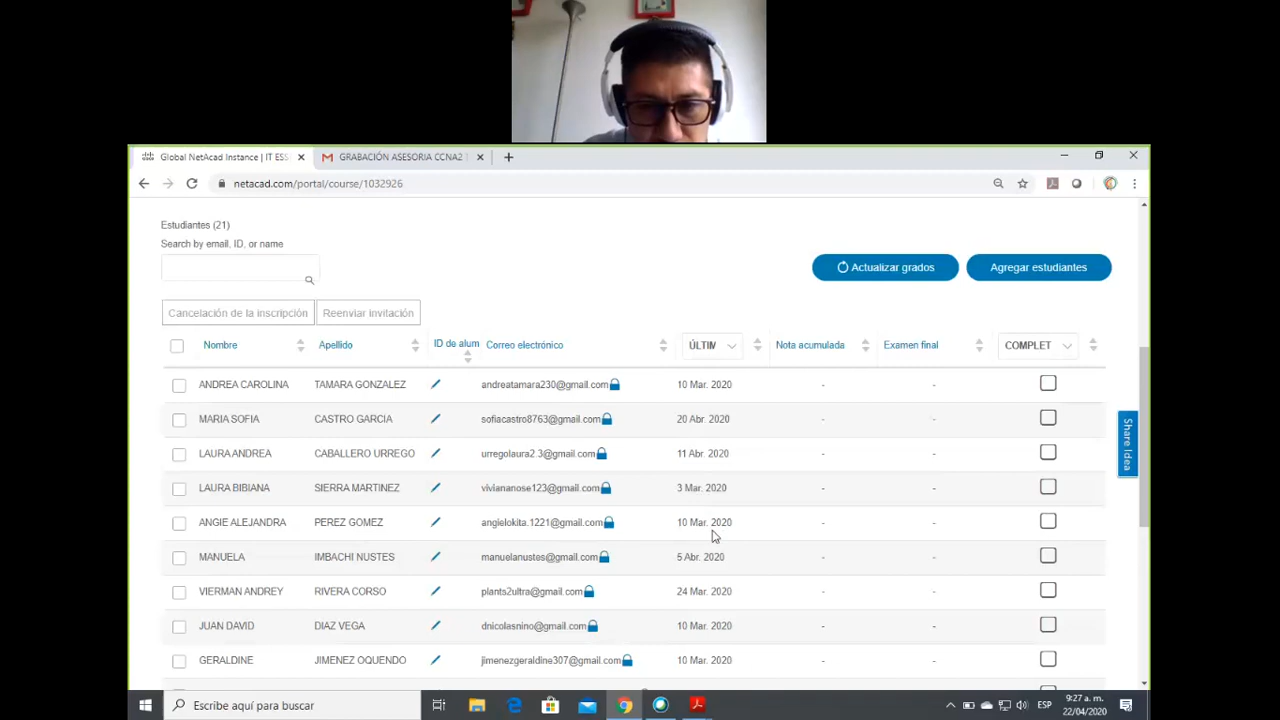 Global NetAcad Instance | IT ESS
GRABACIÓN ASESORIA CCNA2
netacad.com/portal/course/1032926
Estudiantes (21)
Search by email, ID, or name
Actualizar grados
Agregar estudiantes
Cancelación de la inscripción
Reenviar invitación
Nombre Apellido ID de alum Correo electrónico ÚLTIM Nota acumulada Examen final COMPLET
ANDREA CAROLINA TAMARA GONZALEZ andreatamara230@gmail.com 10 Mar. 2020 - -
MARIA SOFIA CASTRO GARCIA sofiacastro8763@gmail.com 20 Abr. 2020 - -
LAURA ANDREA CABALLERO URREGO urregolaura2.3@gmail.com 11 Abr. 2020 - -
LAURA BIBIANA SIERRA MARTINEZ viviananose123@gmail.com 3 Mar. 2020 - -
ANGIE ALEJANDRA PEREZ GOMEZ angielokita.1221@gmail.com 10 Mar. 2020 - -
MANUELA IMBACHI NUSTES manuelanustes@gmail.com 5 Abr. 2020 - -
VIERMAN ANDREY RIVERA CORSO plants2ultra@gmail.com 24 Mar. 2020 - -
JUAN DAVID DIAZ VEGA dnicolasnino@gmail.com 10 Mar. 2020 - -
GERALDINE JIMENEZ OQUENDO jimenezgeraldine307@gmail.com 10 Mar. 2020 - -
Share Idea
Escribe aquí para buscar
ESP
9:27 a. m.
22/04/2020